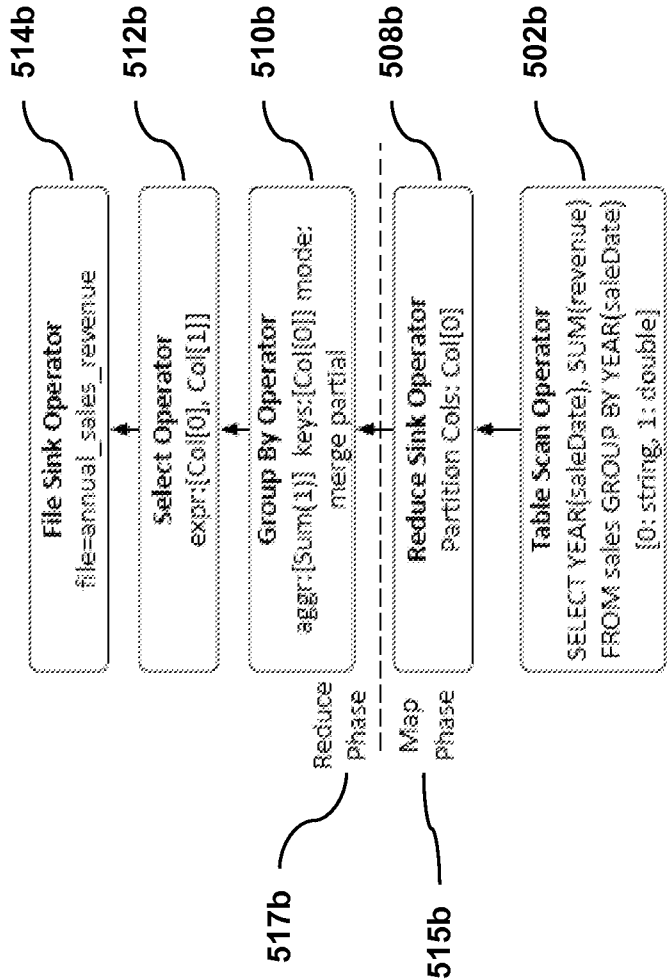 514b
File Sink Operator
file=annual_sales_revenue
512b
Select Operator
expr:[Col[0], Col[1]]
510b
Group By Operator
aggr:[Sum(1)] keys:[Col[0]] mode:
merge partial
517b
Reduce
Phase
515b
Map
Phase
508b
Reduce Sink Operator
Partition Cols: Col[0]
502b
Table Scan Operator
SELECT YEAR(saleDate), SUM(revenue)
FROM sales GROUP BY YEAR(saleDate)
[0: string, 1: double]